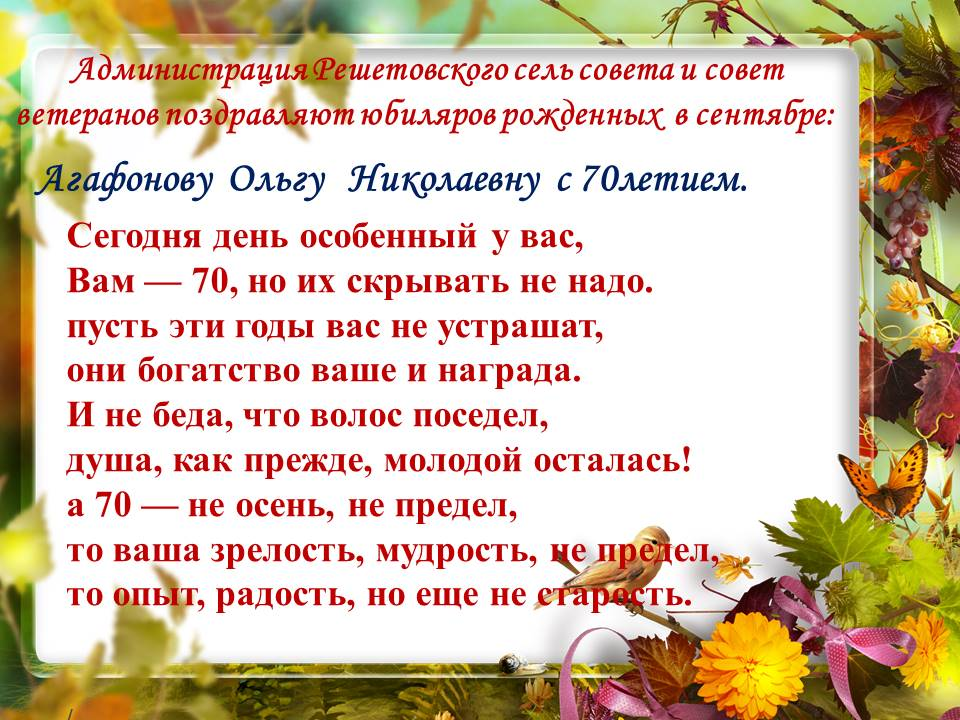 Администрация Решетовского сель совета и совет
ветеранов поздравляют юбиляров рожденных в сентябре:
Агафонову Ольгу Николаевну с 70летием.
Сегодня день особенный у вас,
Вам — 70, но их скрывать не надо.
пусть эти годы вас не устрашат,
они богатство ваше и награда.
И не беда, что волос поседел,
душа, как прежде, молодой осталась!
а 70 — не осень, не предел,
то ваша зрелость, мудрость, не предел,
то опыт, радость, но еще не старость.